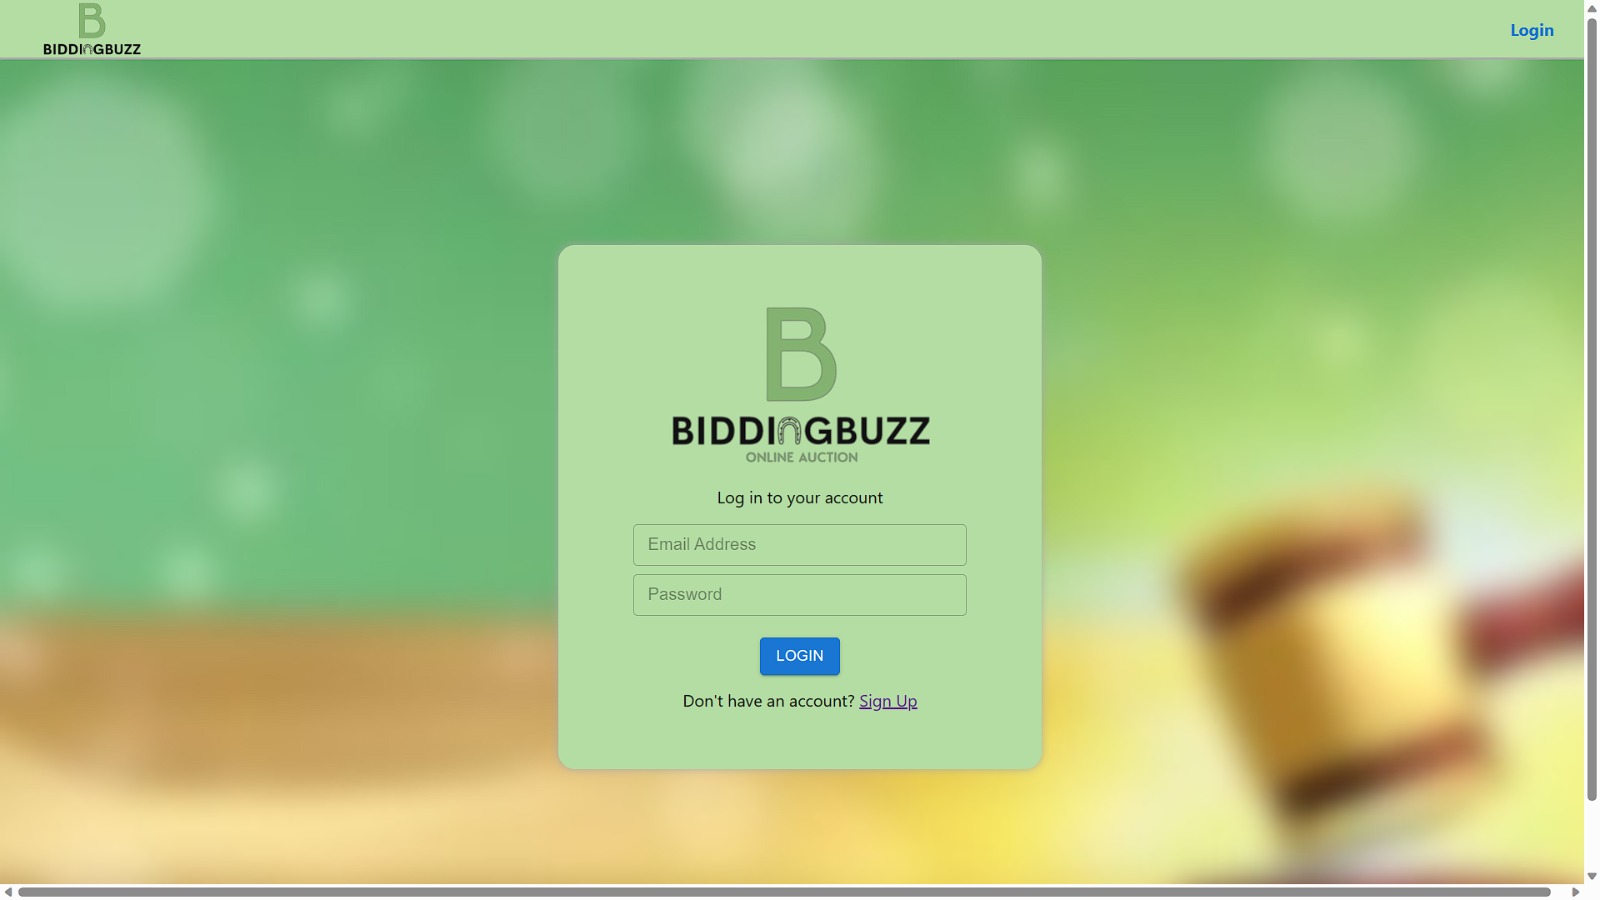 B
BIDDINGBUZZ
Login
B
BIDDINGBUZZ
ONLINE AUCTION
Log in to your account
Email Address
Password
LOGIN
Don't have an account? Sign Up